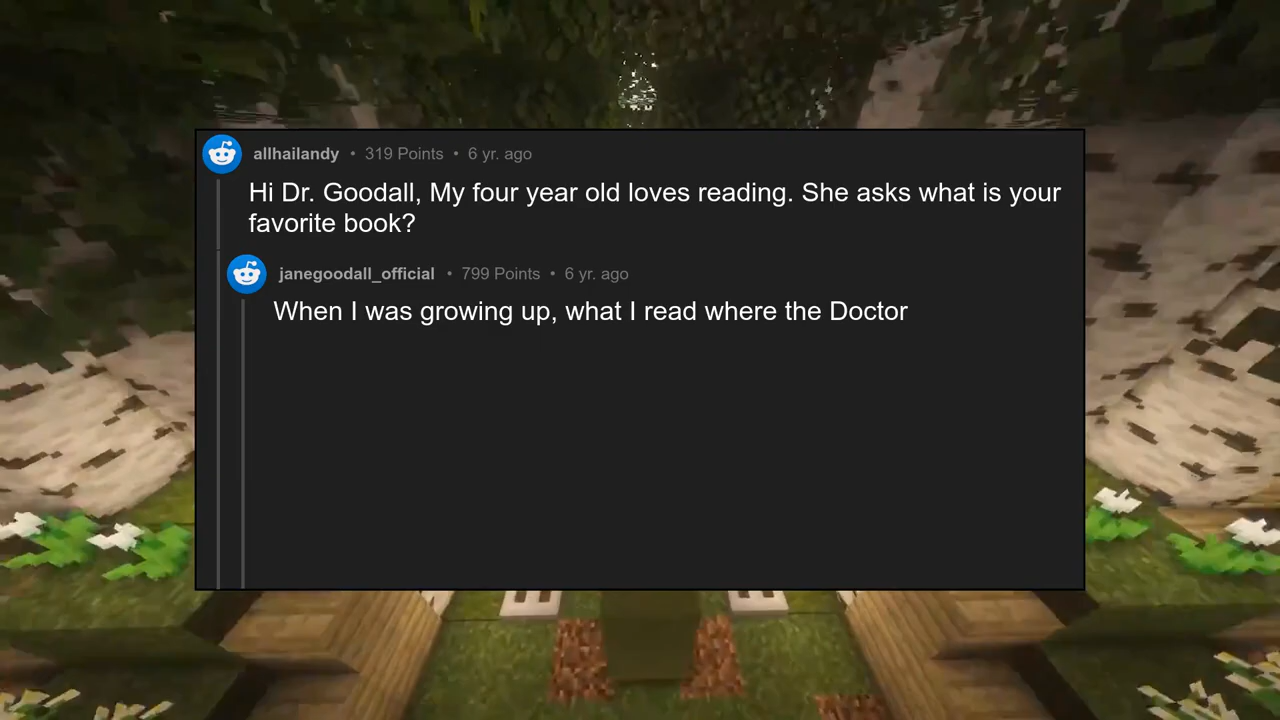 allhailandy • 319 Points • 6 yr. ago
Hi Dr. Goodall, My four year old loves reading. She asks what is your
favorite book?
janegoodall_official • 799 Points • 6 yr. ago
When I was growing up, what I read where the Doctor